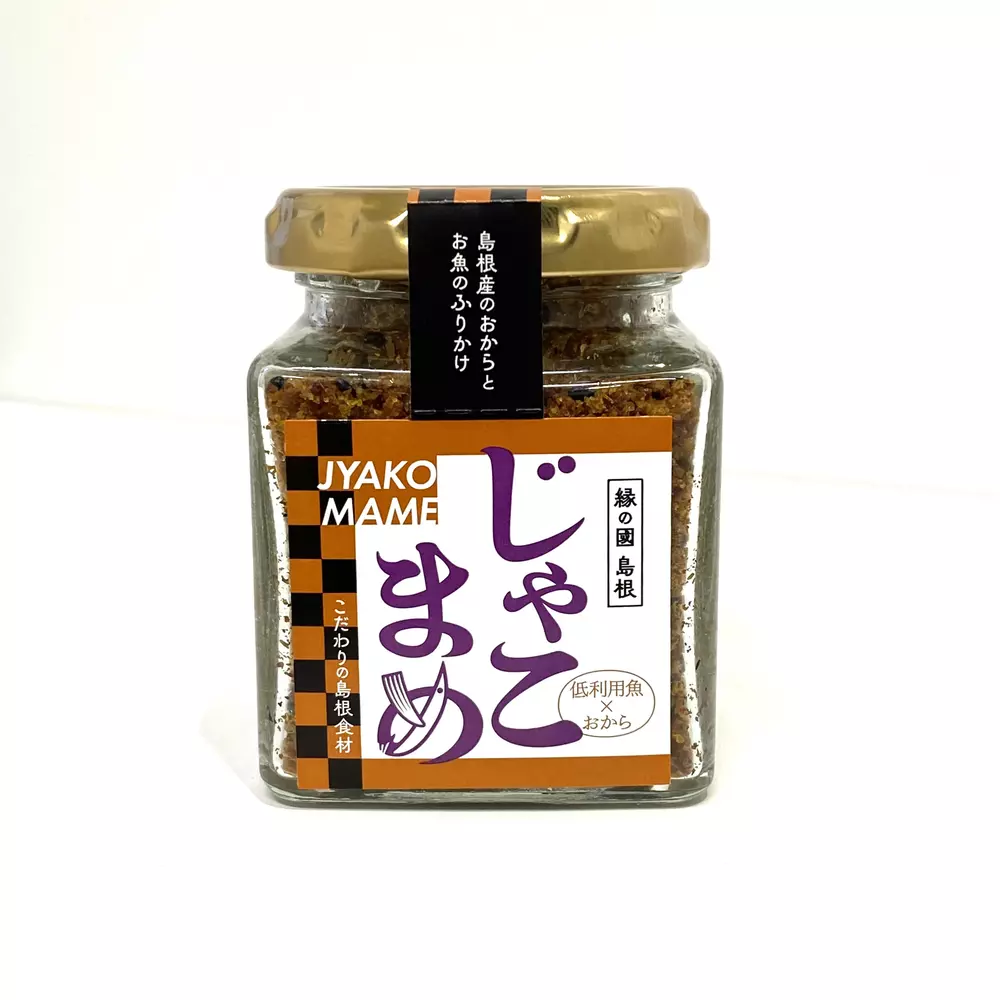 島根産のおからと
お魚のふりかけ
JYAKO
MAME
じゃこ
まめ
縁の國 島根
低利用魚
×
おから
こだわりの島根食材